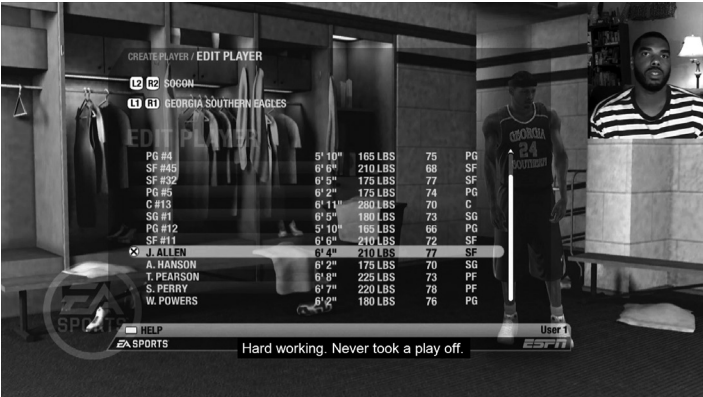 CREATE PLAYER / EDIT PLAYER
L2 R2 SOCON
L1 R1 GEORGIA SOUTHERN EAGLES
EDIT PLAYER
PG #4 5' 10" 165 LBS 75 PG
SF #45 6' 6" 210 LBS 68 SF
SF #32 6' 5" 175 LBS 77 SF
PG #5 6' 2" 175 LBS 74 PG
C #13 6' 11" 280 LBS 70 C
SG #1 6' 5" 180 LBS 73 SG
PG #12 5' 10" 165 LBS 66 PG
SF #11 6' 6" 210 LBS 72 SF
J. ALLEN 6' 4" 210 LBS 77 SF
A. HANSON 6' 2" 175 LBS 70 SG
T. PEARSON 6' 8" 225 LBS 73 PF
S. PERRY 6' 7" 220 LBS 78 PF
W. POWERS 6' 2" 180 LBS 76 PG
GEORGIA
24
SOUTHERN
EA
SPORTS
HELP User 1
EA SPORTS ESPN
Hard working. Never took a play off.